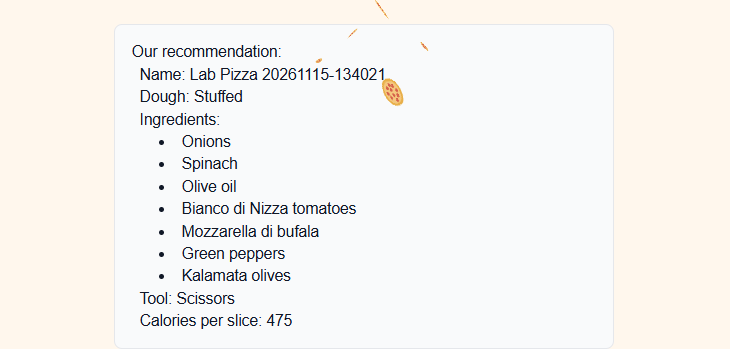 Our recommendation:
Name: Lab Pizza 20261115-134021
Dough: Stuffed
Ingredients:
Onions
Spinach
Olive oil
Bianco di Nizza tomatoes
Mozzarella di bufala
Green peppers
Kalamata olives
Tool: Scissors
Calories per slice: 475